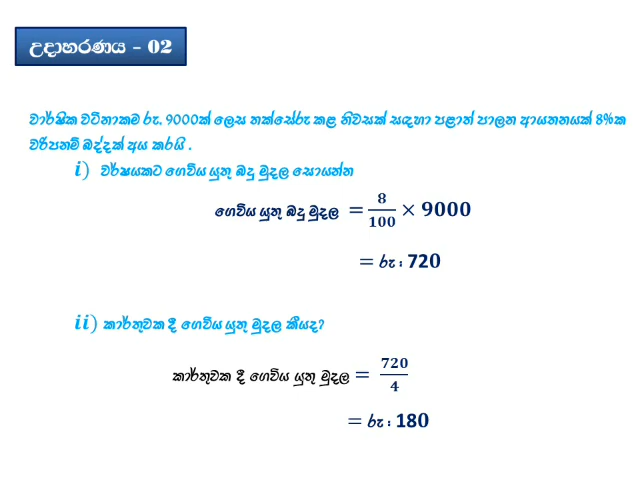 උදාහරණය - 02
වාර්ෂික වටිනාකම රු. 9000ක් ලෙස තක්සේරු කළ නිවසක් සඳහා පළාත් පාලන ආයතනයක් 8%ක
වරිපනම් බද්දක් අය කරයි .
i) වර්ෂයකට ගෙවිය යුතු බදු මුදල සොයන්න
ගෙවිය යුතු බදු මුදල = 8/100 × 9000
= රු : 720
ii) කාර්තුවක දී ගෙවිය යුතු මුදල කීයද?
කාර්තුවක දී ගෙවිය යුතු මුදල = 720/4
= රු : 180